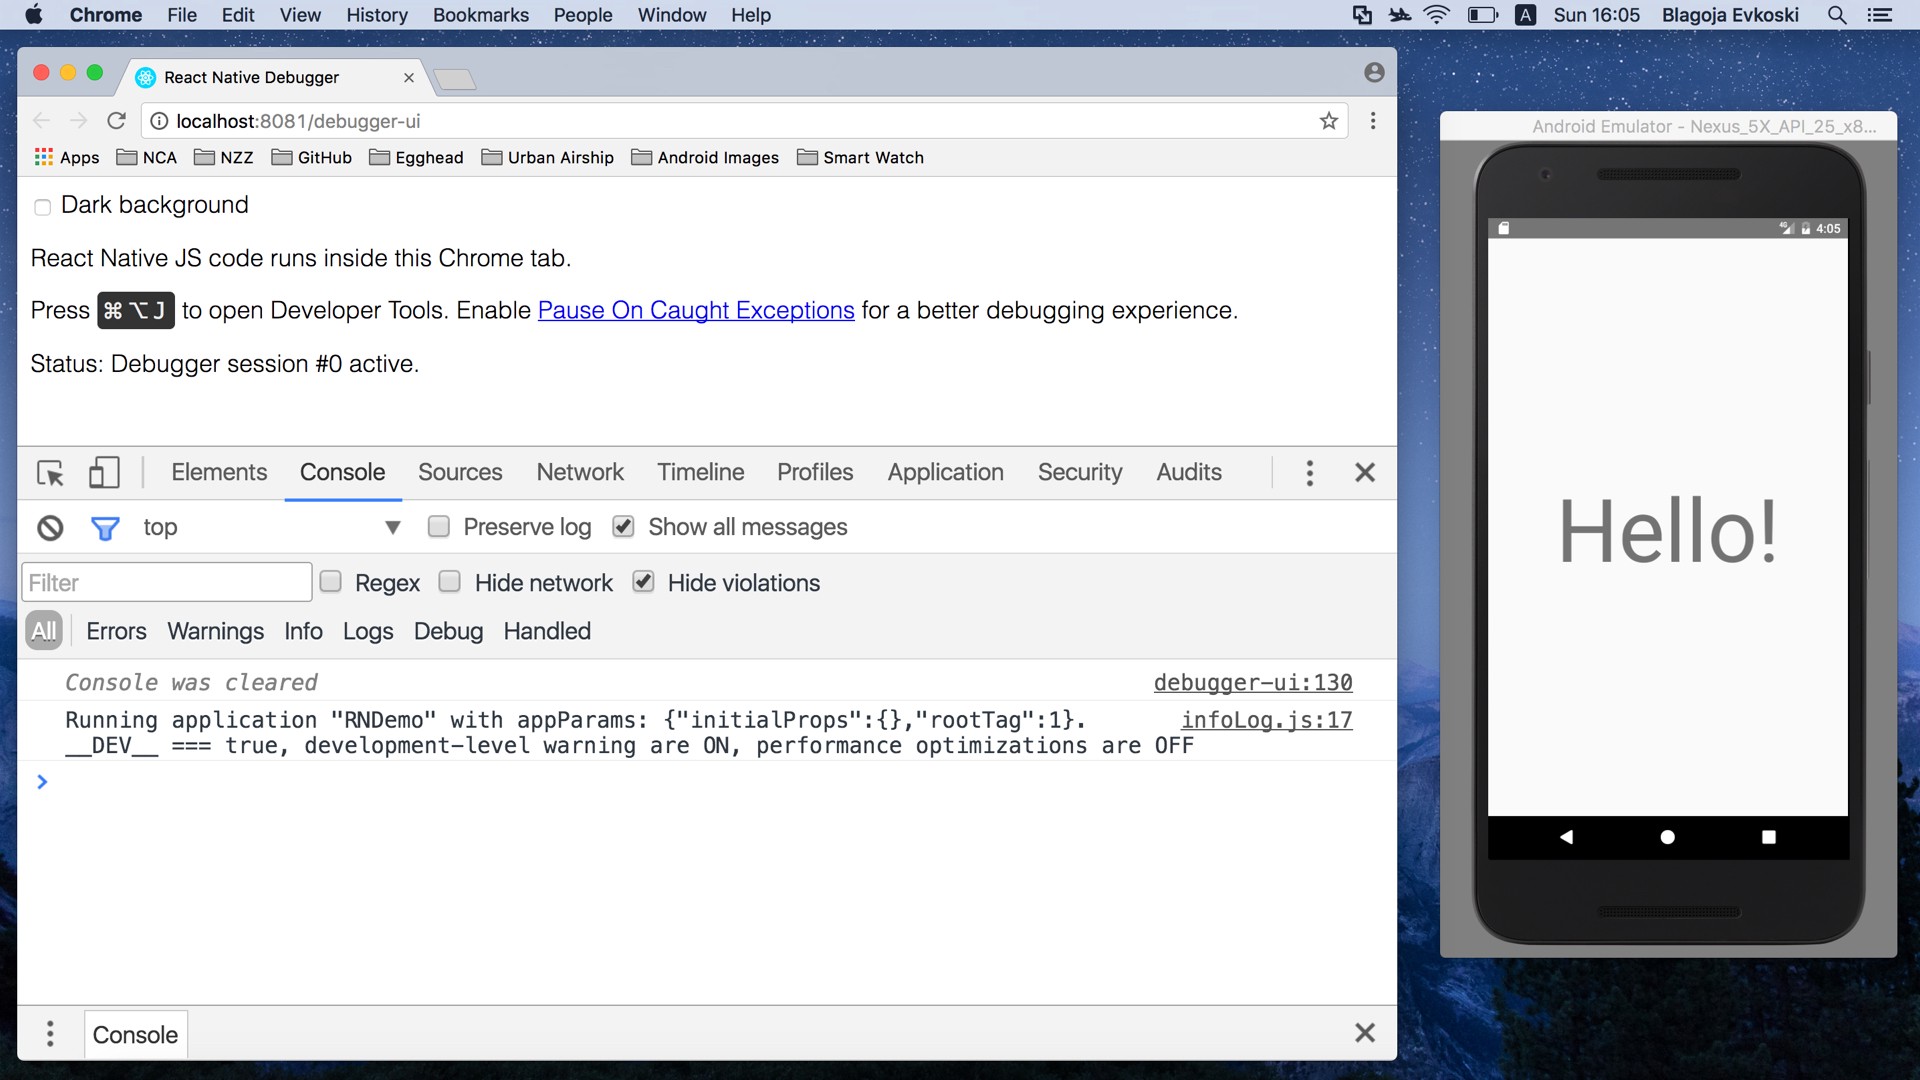 Chrome File Edit View History Bookmarks People Window Help A Sun 16:05 Blagoja Evkoski
React Native Debugger
localhost:8081/debugger-ui
Apps NCA NZZ GitHub Egghead Urban Airship Android Images Smart Watch
Dark background
React Native JS code runs inside this Chrome tab.
Press ⌘⌥J to open Developer Tools. Enable Pause On Caught Exceptions for a better debugging experience.
Status: Debugger session #0 active.
Elements Console Sources Network Timeline Profiles Application Security Audits
top Preserve log Show all messages
Filter Regex Hide network Hide violations
All Errors Warnings Info Logs Debug Handled
Console was cleared debugger-ui:130
Running application "RNDemo" with appParams: {"initialProps":{},"rootTag":1}. infoLog.js:17
__DEV__ === true, development-level warning are ON, performance optimizations are OFF
Console
Android Emulator - Nexus_5X_API_25_x8...
4G 4:05
Hello!